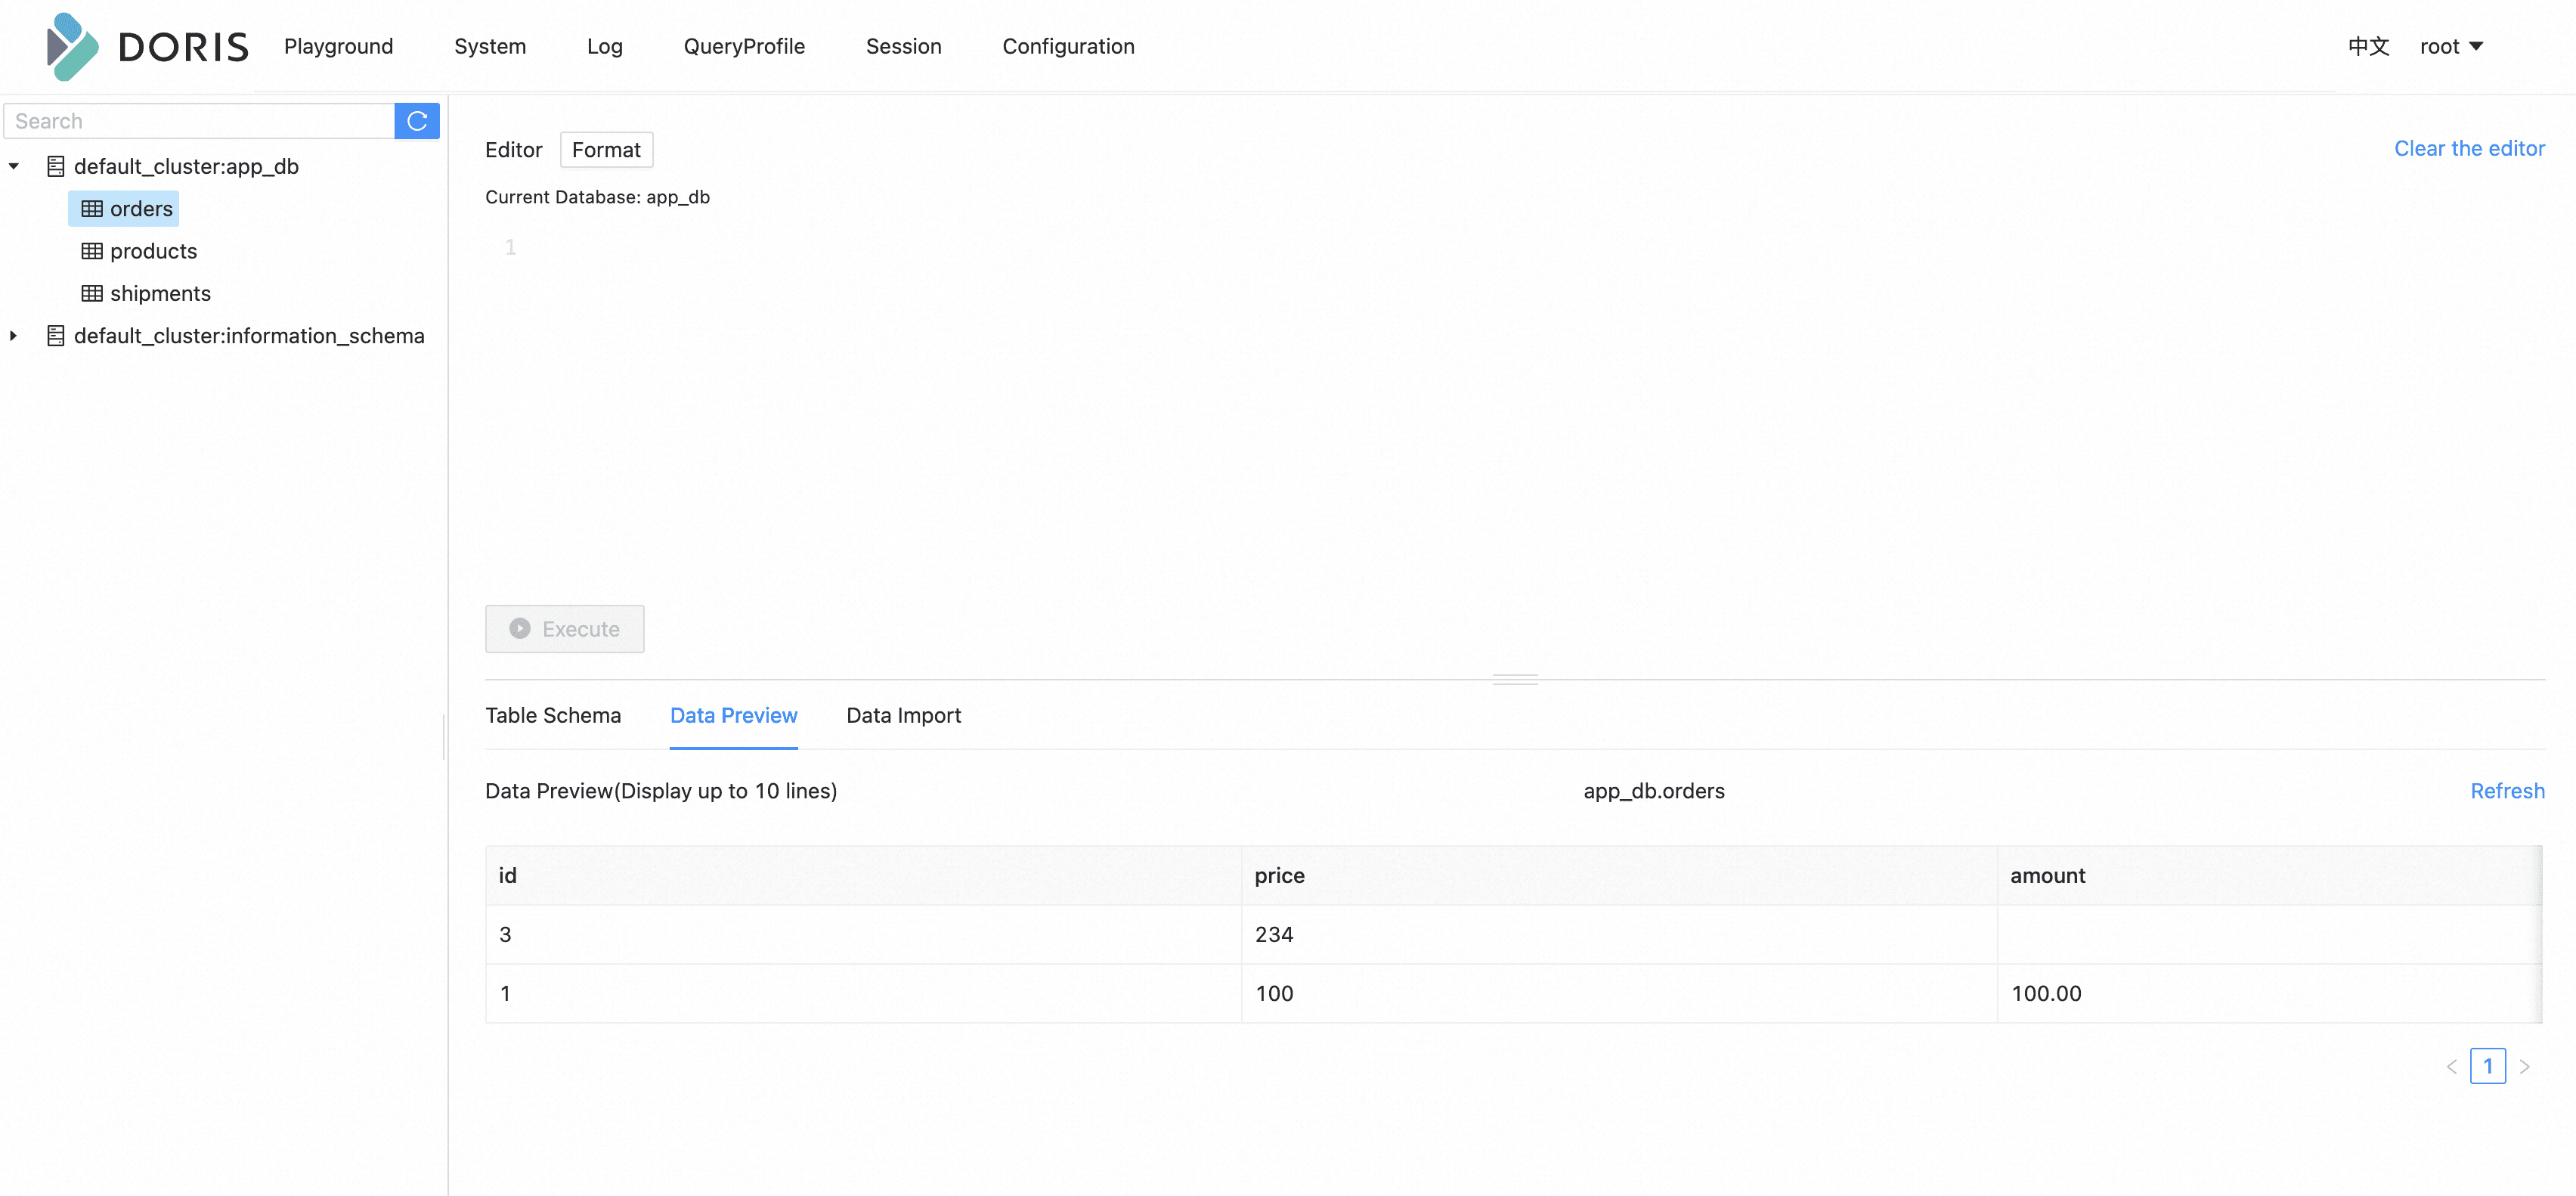 DORIS Playground System Log QueryProfile Session Configuration 中文 root
Search
default_cluster:app_db
orders
products
shipments
default_cluster:information_schema
Editor Format Clear the editor
Current Database: app_db
1
Execute
Table Schema Data Preview Data Import
Data Preview(Display up to 10 lines) app_db.orders Refresh
id price amount
3 234
1 100 100.00
1